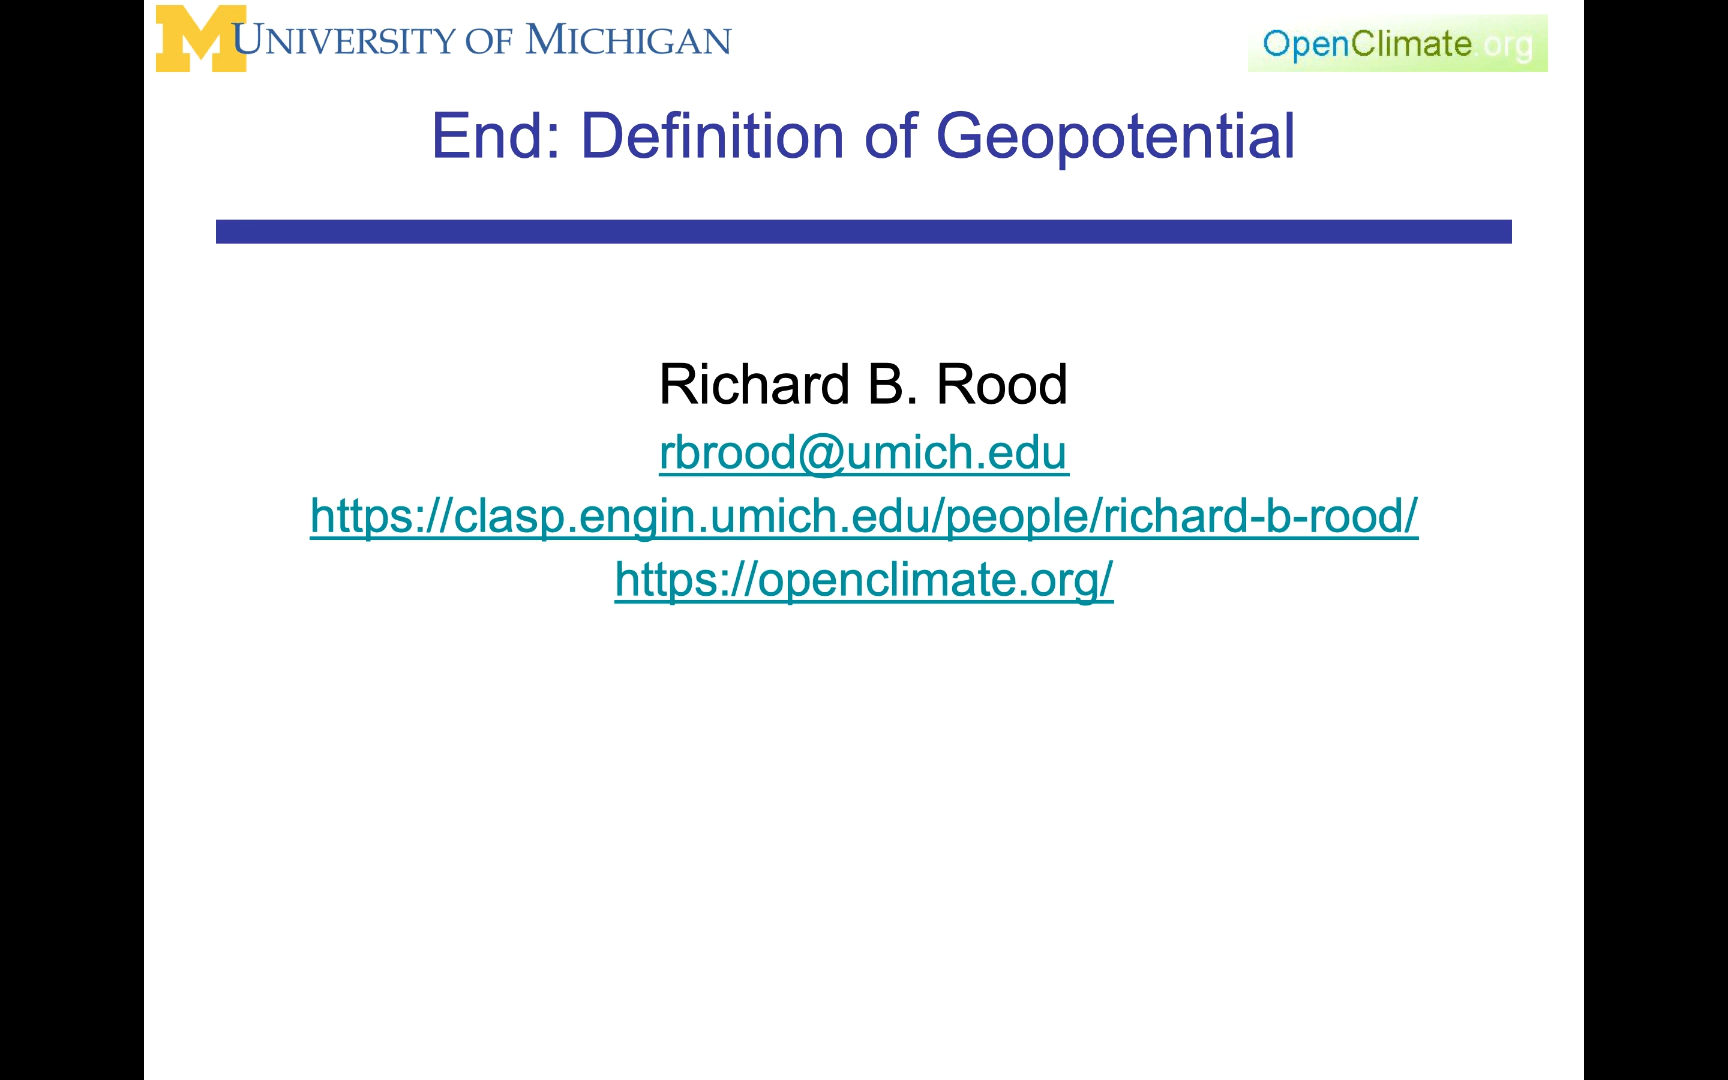 M UNIVERSITY OF MICHIGAN
OpenClimate.org
End: Definition of Geopotential
Richard B. Rood
rbrood@umich.edu
https://clasp.engin.umich.edu/people/richard-b-rood/
https://openclimate.org/